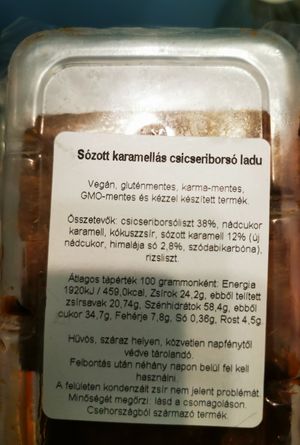 Sózott karamellás csicseriborsó ladu
Vegán, gluténmentes, karma-mentes,
GMO-mentes és kézzel készített termék.
Összetevők: csicseriborsóliszt 38%, nádcukor
karamell, kókuszzsír, sózott karamell 12% (új
nádcukor, himalája só 2,8%, szódabikarbóna),
rizsliszt.
Átlagos tápérték 100 grammonként: Energia
1920kJ / 459,0kcal, Zsírok 24,2g, ebből telített
zsírsavak 20,74g, Szénhidrátok 58,4g, ebből
cukor 34,7g, Fehérje 7,8g, Só 0,36g, Rost 4,5g
Hűvös, száraz helyen, közvetlen napfénytől
védve tárolandó.
Felbontás után néhány napon belül fel kell
használni.
A felületen kondenzált zsír nem jelent problémát.
Minőségét megőrzi: lásd a csomagoláson.
Csehországból származó termék.